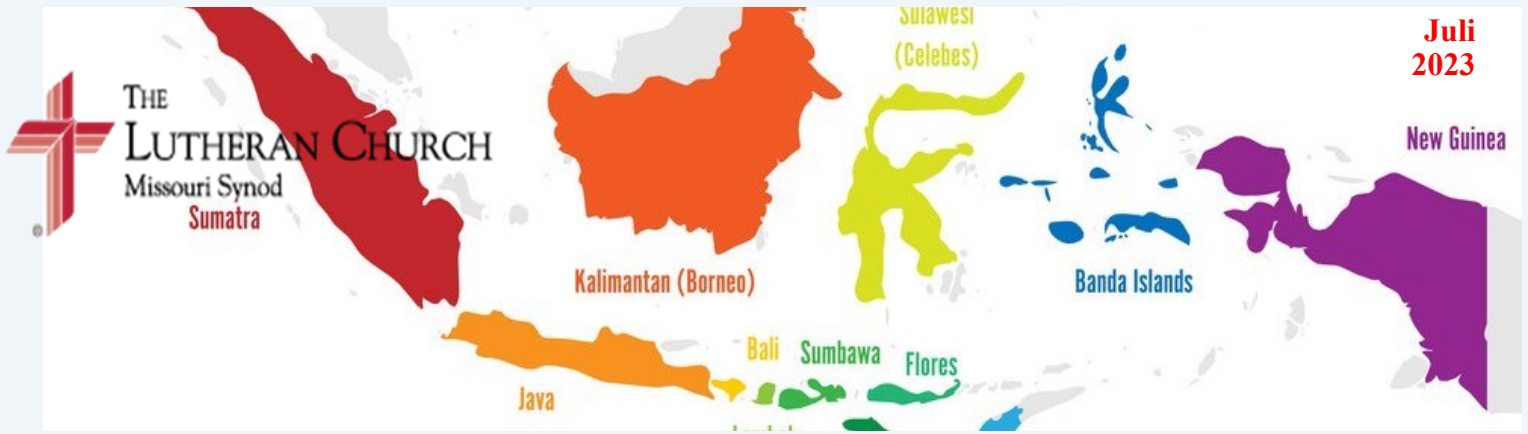 Juli
2023
THE
LUTHERAN CHURCH
Missouri Synod
Sumatra
Sulawesi
(Celebes)
New Guinea
Kalimantan (Borneo)
Banda Islands
Bali
Sumbawa
Flores
Java